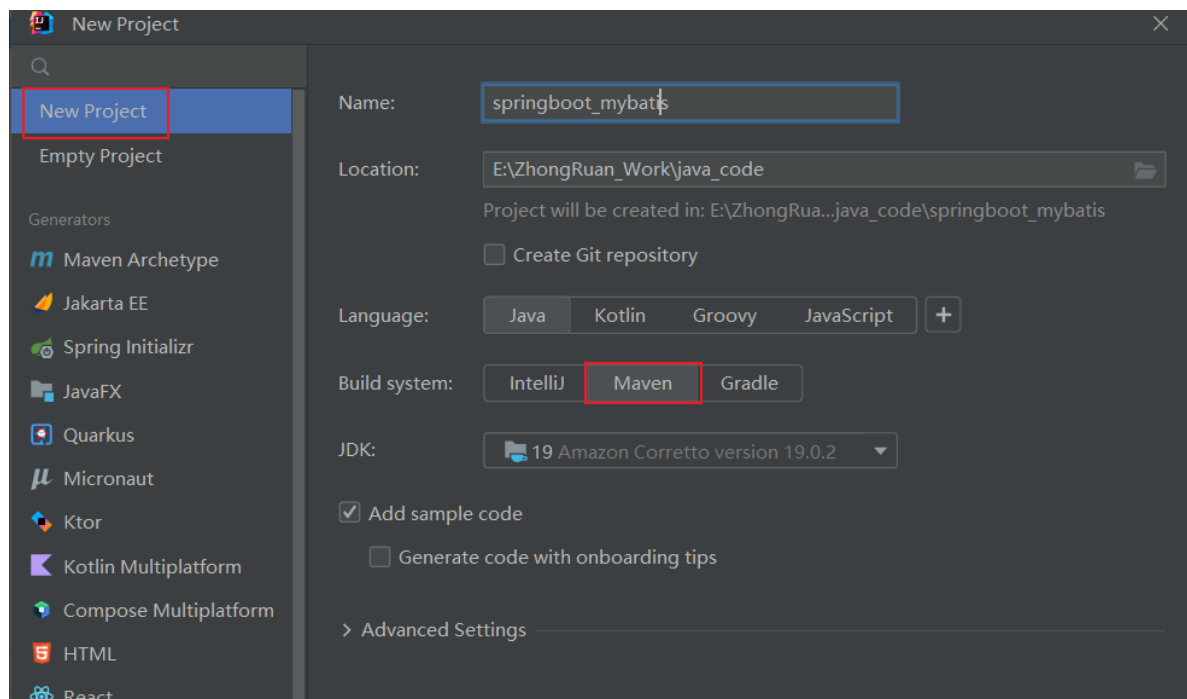 New Project
New Project
Empty Project
Generators
Maven Archetype
Jakarta EE
Spring Initializr
JavaFX
Quarkus
Micronaut
Ktor
Kotlin Multiplatform
Compose Multiplatform
HTML
React
Name: springboot_mybatis
Location: E:\ZhongRuan_Work\java_code
Project will be created in: E:\ZhongRua...java_code\springboot_mybatis
Create Git repository
Language: Java Kotlin Groovy JavaScript +
Build system: IntelliJ Maven Gradle
JDK: 19 Amazon Corretto version 19.0.2
Add sample code
Generate code with onboarding tips
Advanced Settings